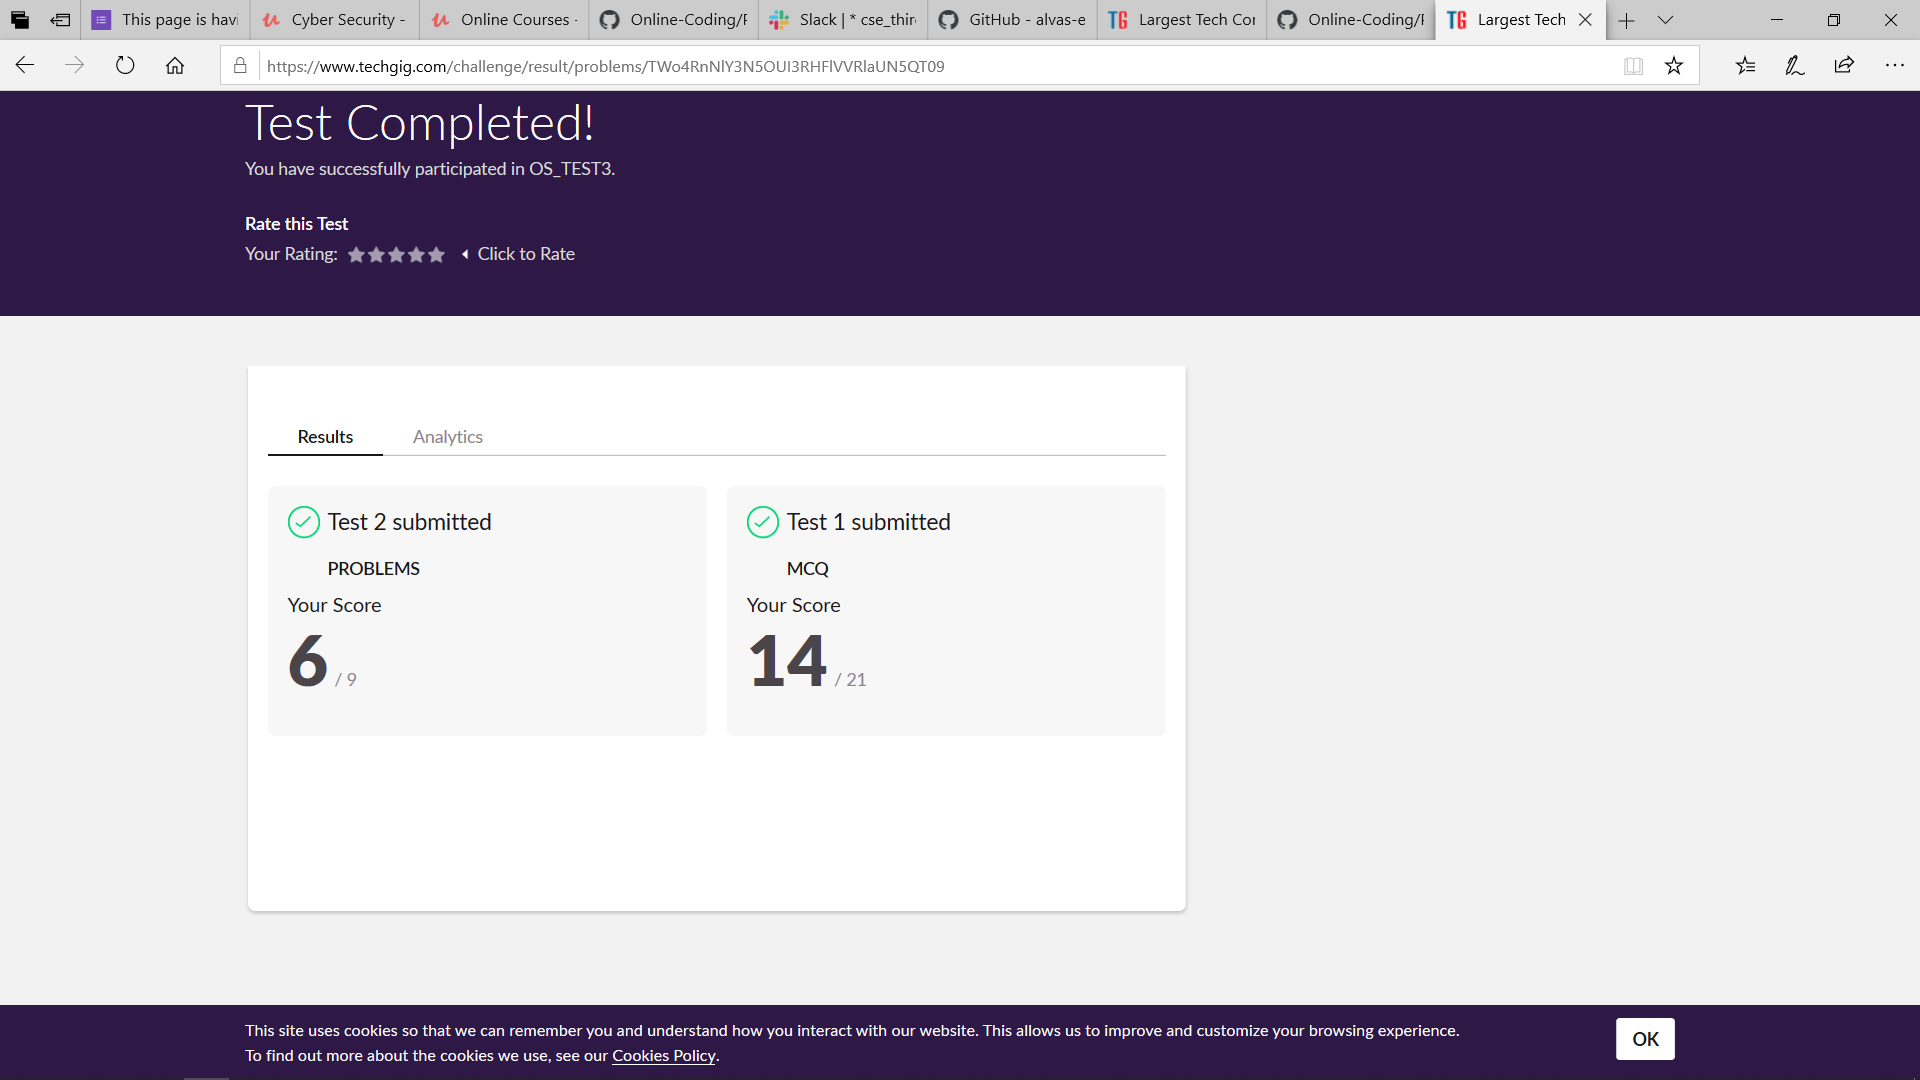 This page is havi
Cyber Security -
Online Courses -
Online-Coding/F
Slack | * cse_thir
GitHub - alvas-e
TG Largest Tech Cor
Online-Coding/F
TG Largest Tech
https://www.techgig.com/challenge/result/problems/TWo4RnNlY3N5OUI3RHFlVVRlaUN5QT09
Test Completed!
You have successfully participated in OS_TEST3.
Rate this Test
Your Rating: Click to Rate
Results Analytics
Test 2 submitted
PROBLEMS
Your Score
6 / 9
Test 1 submitted
MCQ
Your Score
14 / 21
This site uses cookies so that we can remember you and understand how you interact with our website. This allows us to improve and customize your browsing experience.
To find out more about the cookies we use, see our Cookies Policy.
OK